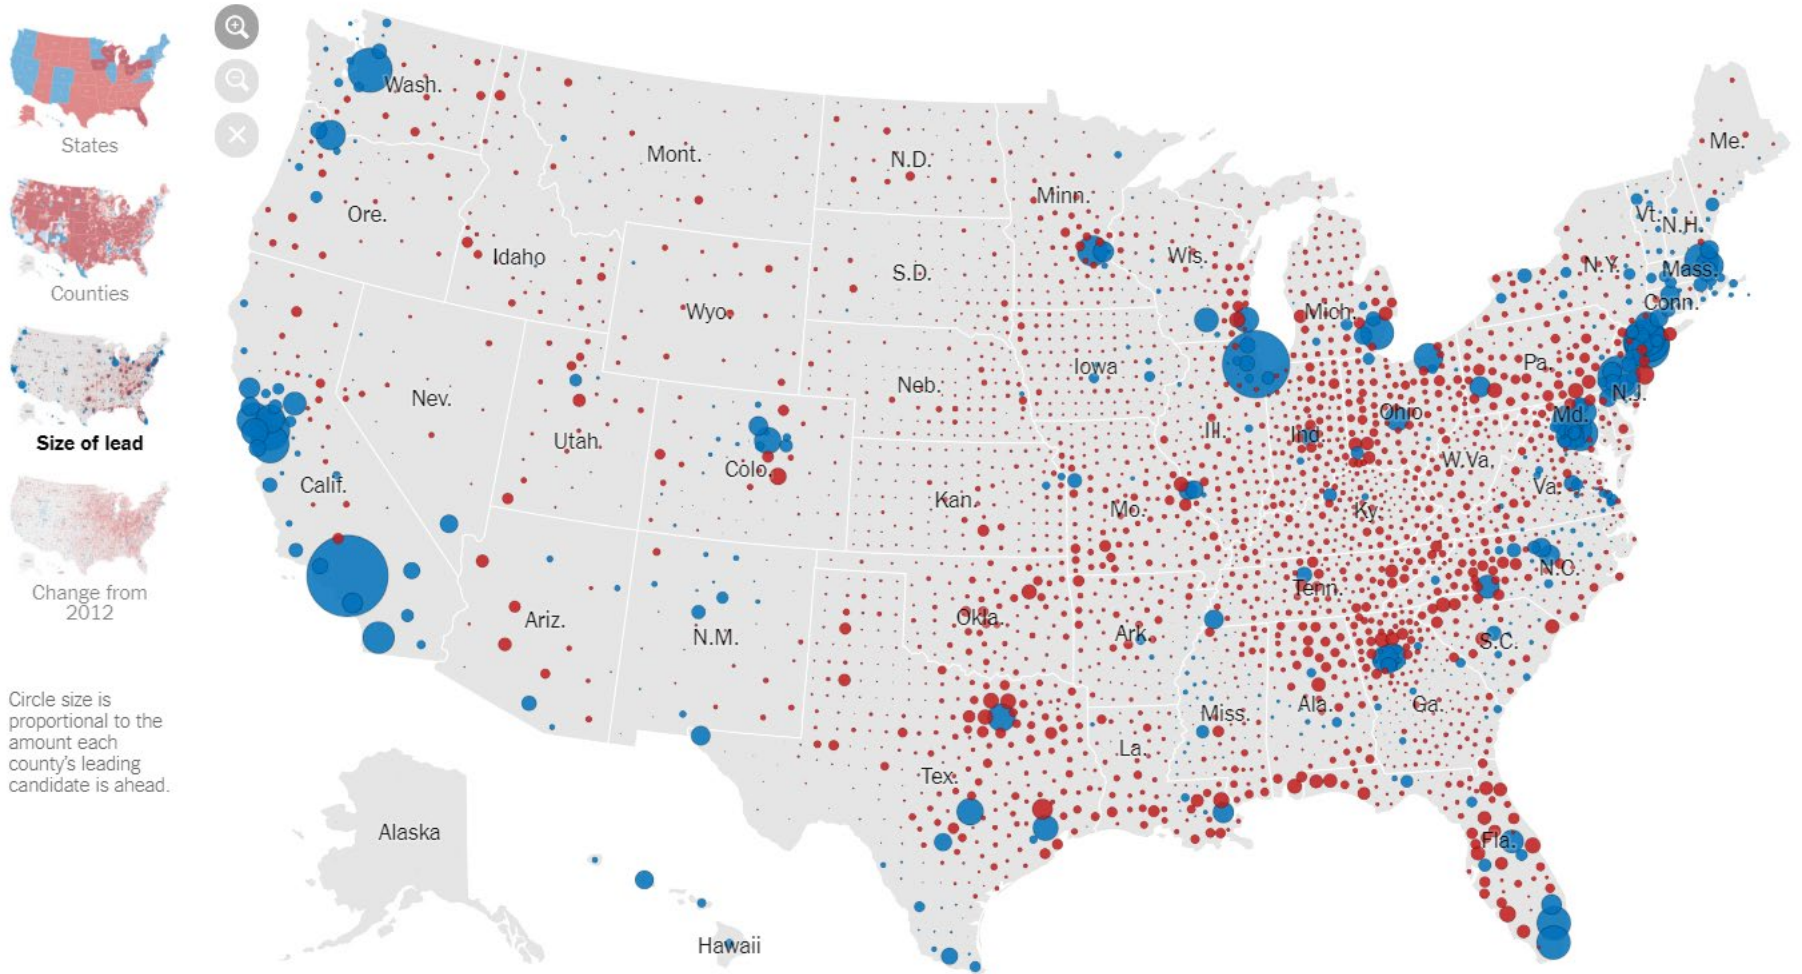 States
Counties
Size of lead
Change from
2012
Circle size is
proportional to the
amount each
county's leading
candidate is ahead.
Wash.
Mont.
N.D.
Minn.
Me.
Ore.
Idaho
S.D.
Wis.
Vt.
N.H.
N.Y.
Mass.
Wyo.
Mich.
Conn.
Iowa
Pa.
Nev.
Neb.
N.J.
Utah
Colo.
Ill.
Ind.
Ohio
Md.
Calif.
Kan.
Mo.
Ky.
W.Va.
Va.
Ariz.
N.M.
Okla.
Ark.
Tenn.
N.C.
S.C.
Tex.
La.
Miss.
Ala.
Ga.
Alaska
Fla.
Hawaii